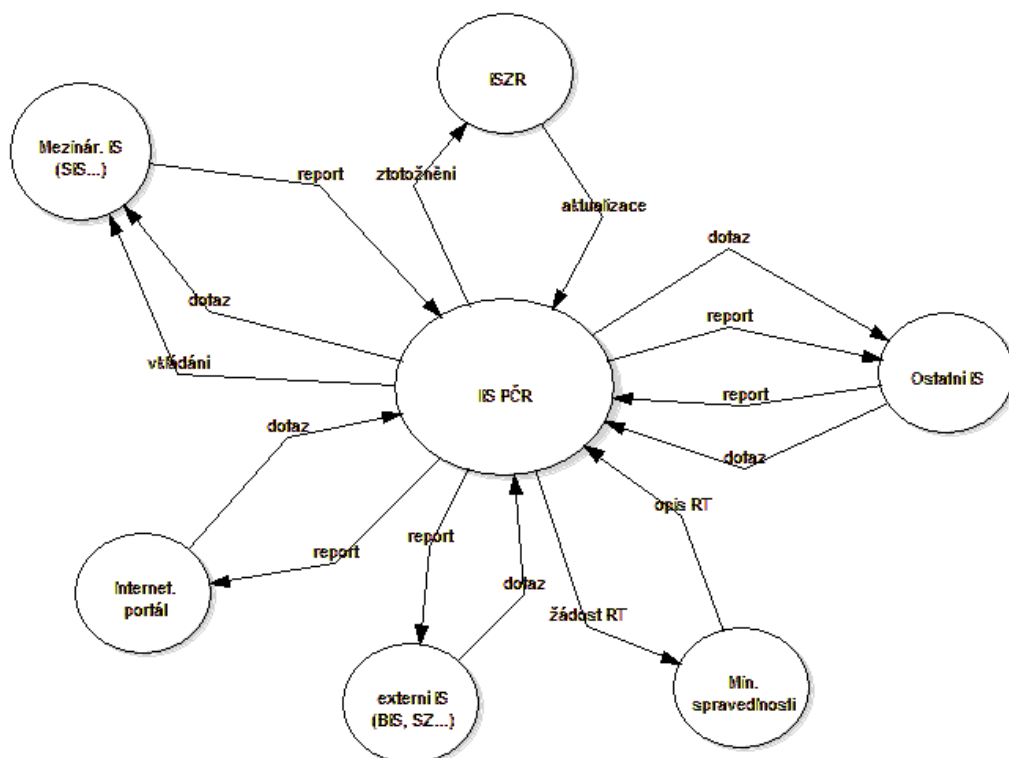 ISZR
Mezinár. IS
(SIS...)
report
ztotožnění
aktualizace
dotaz
dotaz
report
vkládání
IIS PČR
Ostatní IS
report
dotaz
dotaz
opis RT
report
report
dotaz
Internet.
portál
žádost RT
externí IS
(BIS, SZ...)
Min.
spravedlnosti